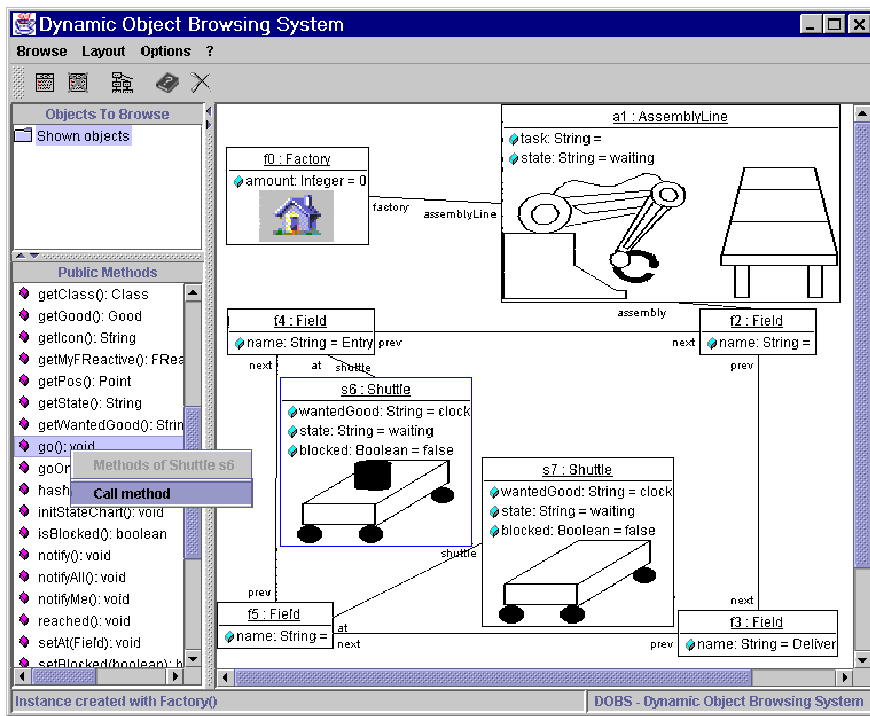 Dynamic Object Browsing System
Browse Layout Options ?
Objects To Browse
Shown objects
Public Methods
getClass(): Class
getGood(): Good
getIcon(): String
getMyFReactive(): FRea
getPos(): Point
getState(): String
getWantedGood(): Strin
go(): void
goOn
hash
initStateChart(): void
isBlocked(): boolean
notify(): void
notifyAll(): void
notifyMe(): void
reached(): void
setAt(Field): void
setBlocked(boolean): b
Methods of Shuttle s6
Call method
f0 : Factory
amount: Integer = 0
factory
assemblyLine
a1 : AssemblyLine
task: String =
state: String = waiting
assembly
f4 : Field
name: String = Entry
prev
next
f2 : Field
name: String =
next
at
shuttle
prev
s6 : Shuttle
wantedGood: String = clock
state: String = waiting
blocked: Boolean = false
s7 : Shuttle
wantedGood: String = clock
state: String = waiting
blocked: Boolean = false
shuttle
prev
next
f5 : Field
name: String =
at
next
prev
f3 : Field
name: String = Deliver
Instance created with Factory()
DOBS - Dynamic Object Browsing System